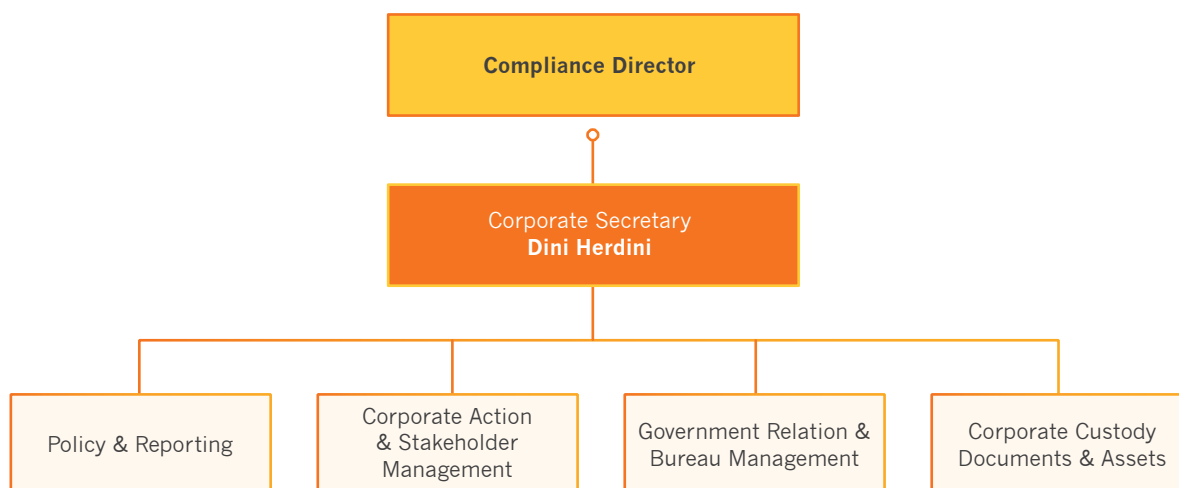 Compliance Director
Corporate Secretary
Dini Herdini
Policy & Reporting
Corporate Action
& Stakeholder
Management
Government Relation &
Bureau Management
Corporate Custody
Documents & Assets